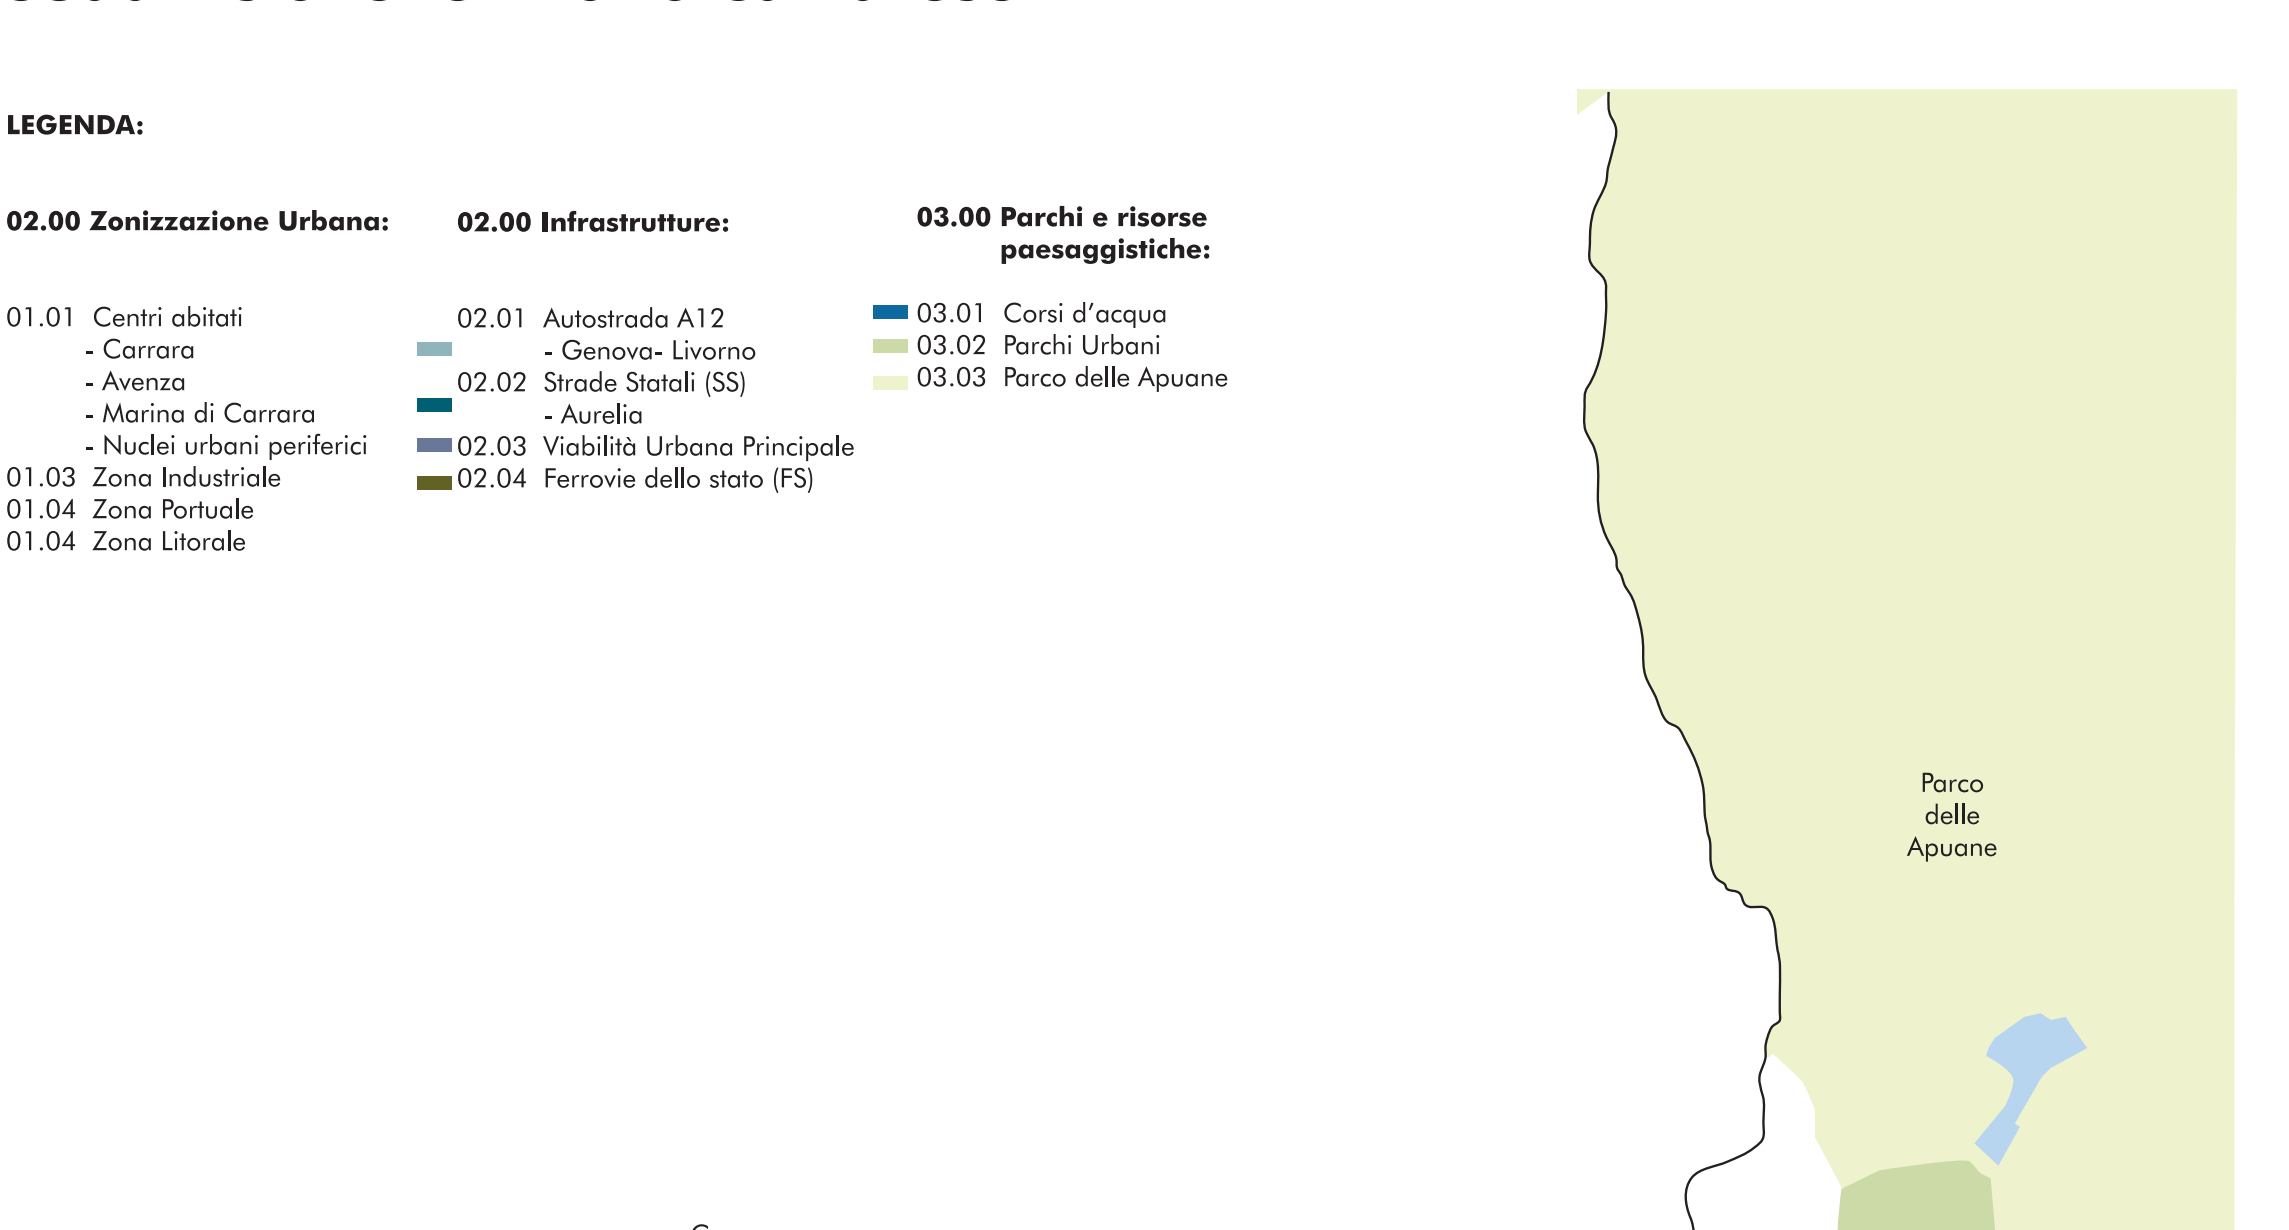 LEGENDA:
02.00 Zonizzazione Urbana:
01.01 Centri abitati
- Carrara
- Avenza
- Marina di Carrara
- Nuclei urbani periferici
01.03 Zona Industriale
01.04 Zona Portuale
01.04 Zona Litorale
02.00 Infrastrutture:
02.01 Autostrada A12
- Genova- Livorno
02.02 Strade Statali (SS)
- Aurelia
02.03 Viabilità Urbana Principale
02.04 Ferrovie dello stato (FS)
03.00 Parchi e risorse
paesaggistiche:
03.01 Corsi d'acqua
03.02 Parchi Urbani
03.03 Parco delle Apuane
Parco
delle
Apuane